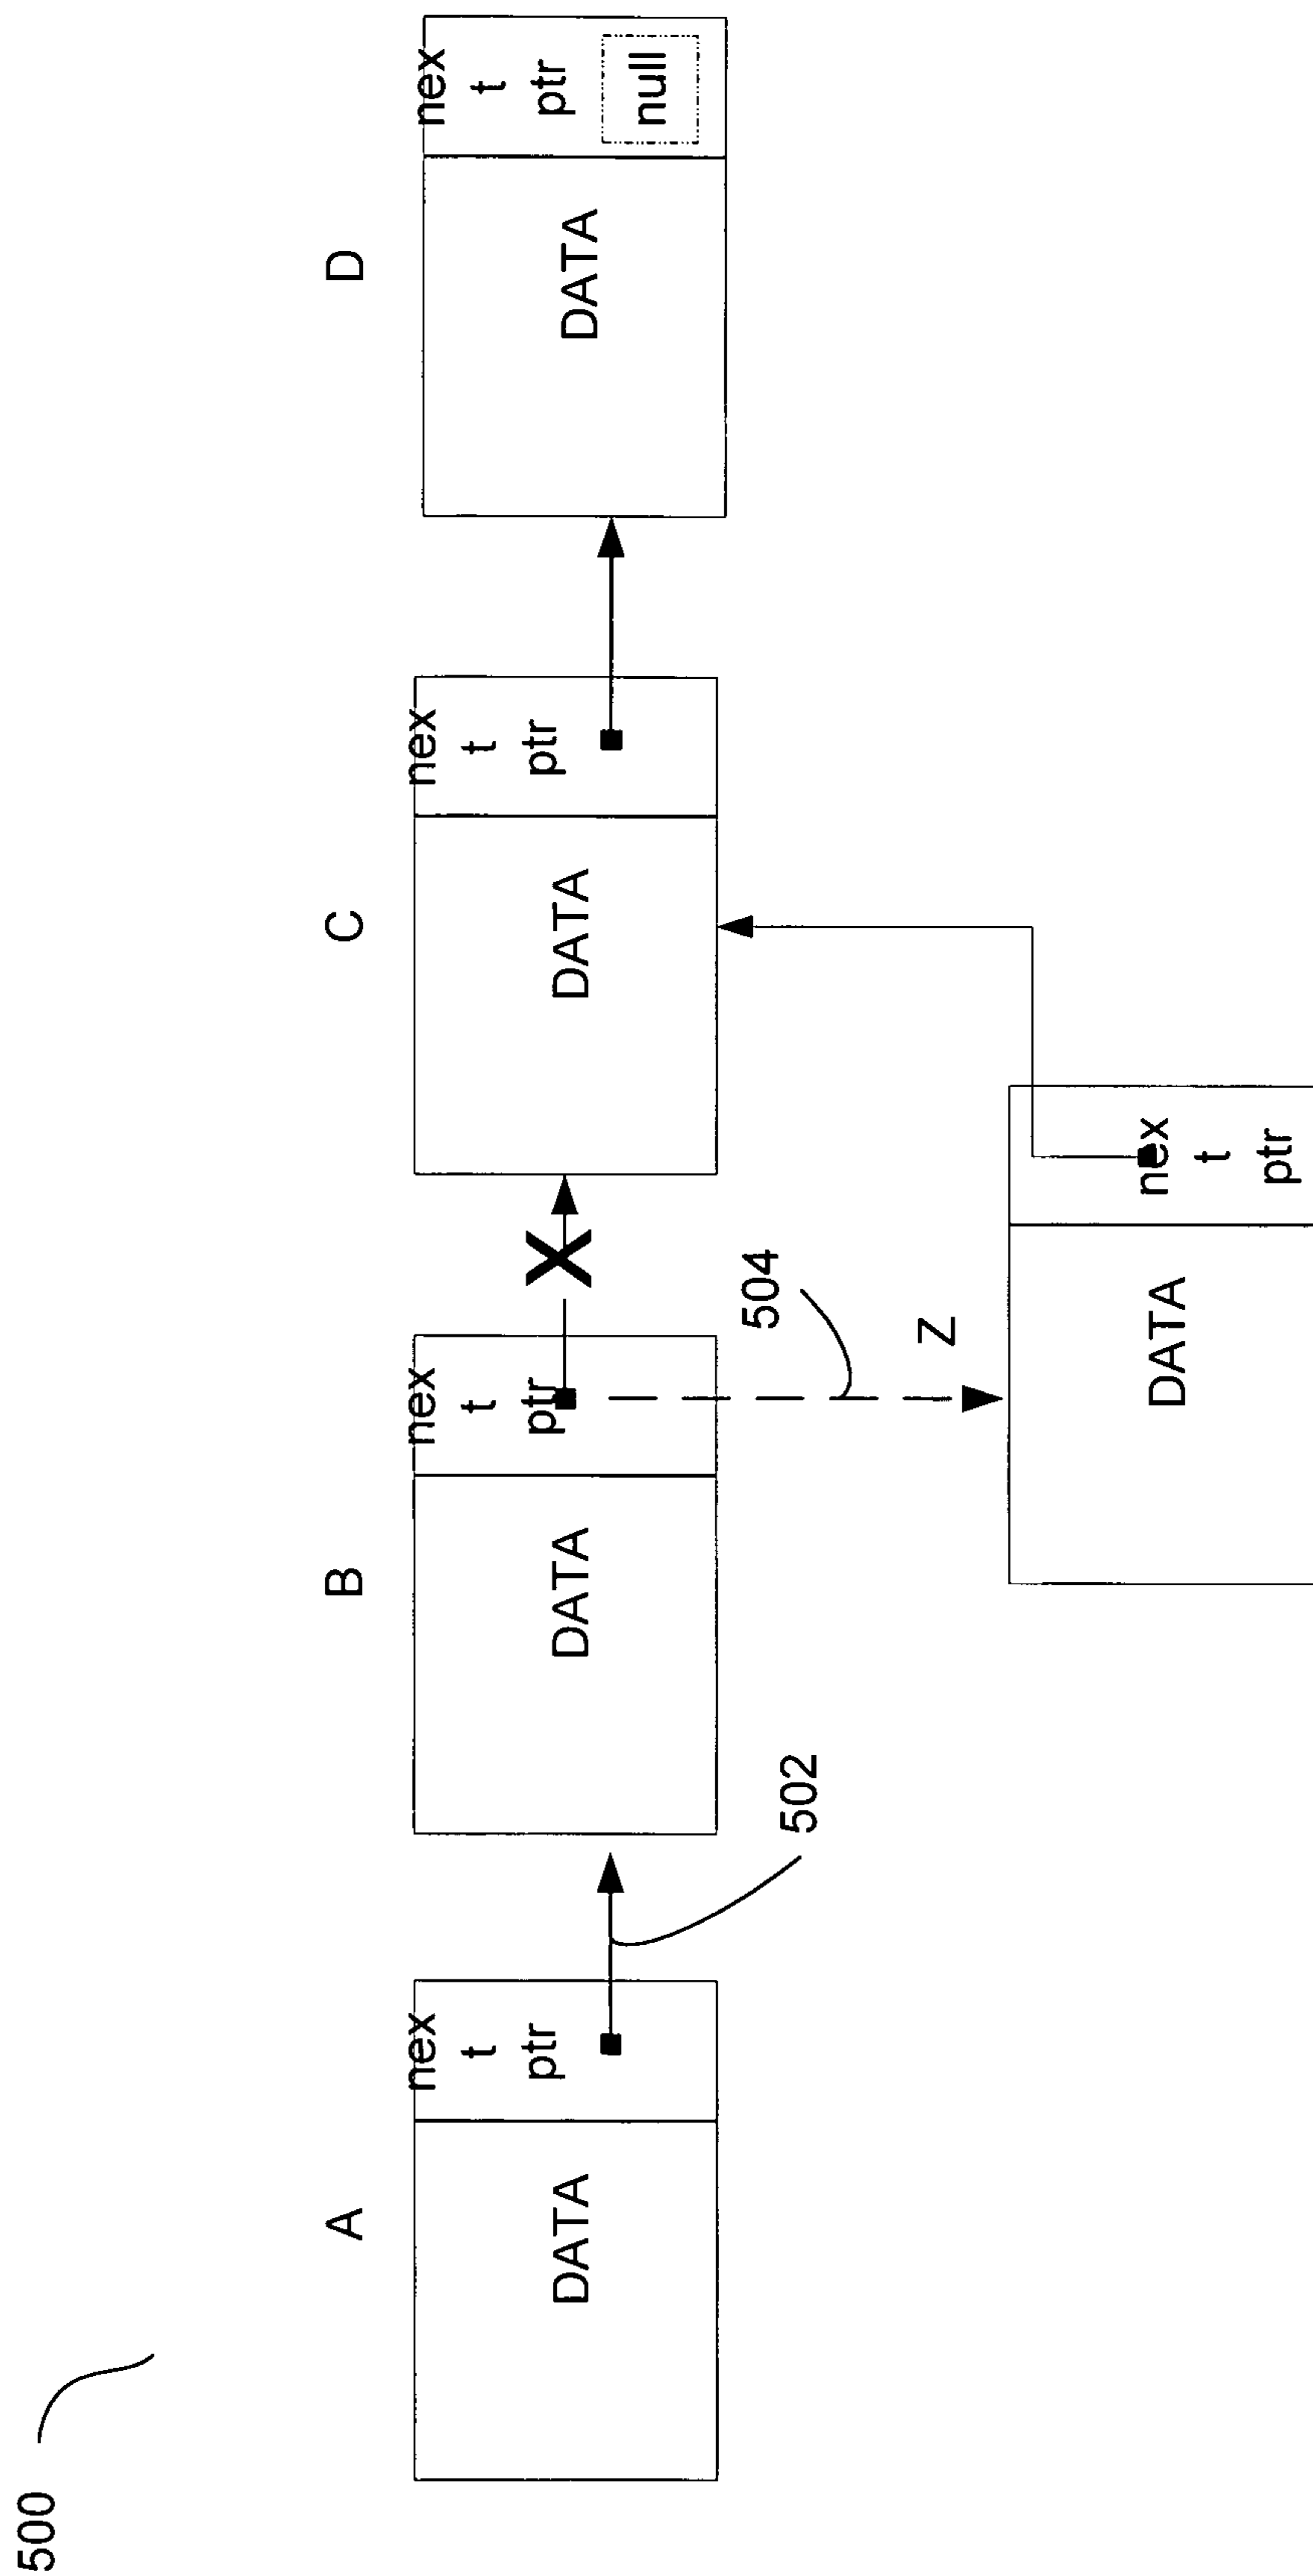 500
A
B
C
D
DATA
nex
t
ptr
DATA
nex
t
ptr
X
DATA
nex
t
ptr
DATA
nex
t
ptr
null
502
504
Z
DATA
nex
t
ptr